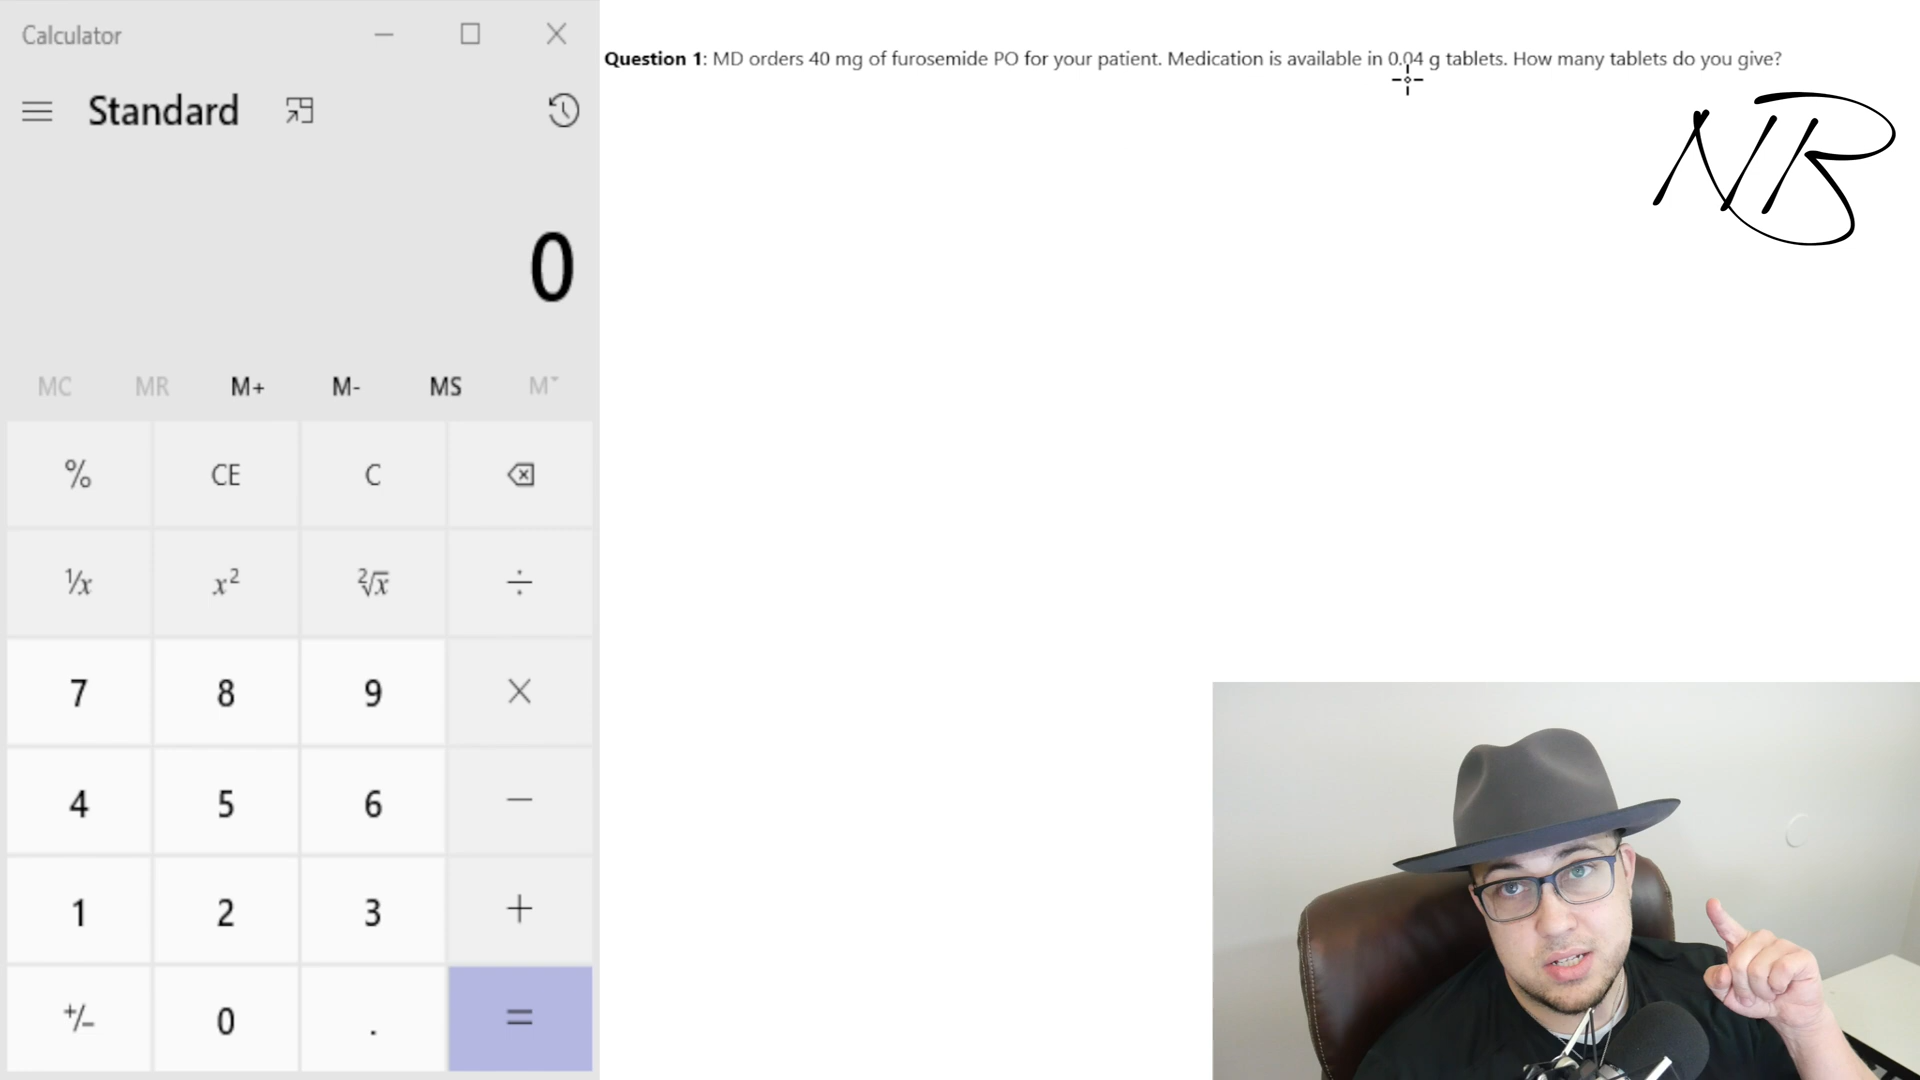 Calculator
Standard
0
MC MR M+ M- MS M˅
% CE C
⅟x x² ²√x ÷
7 8 9 ×
4 5 6 −
1 2 3 +
+/− 0 . =
Question 1: MD orders 40 mg of furosemide PO for your patient. Medication is available in 0.04 g tablets. How many tablets do you give?
NB